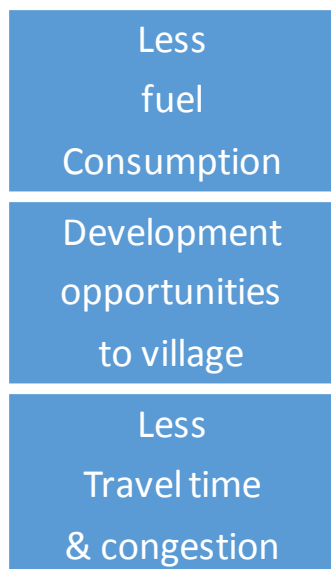 Less
fuel
Consumption
Development
opportunities
to village
Less
Travel time
& congestion